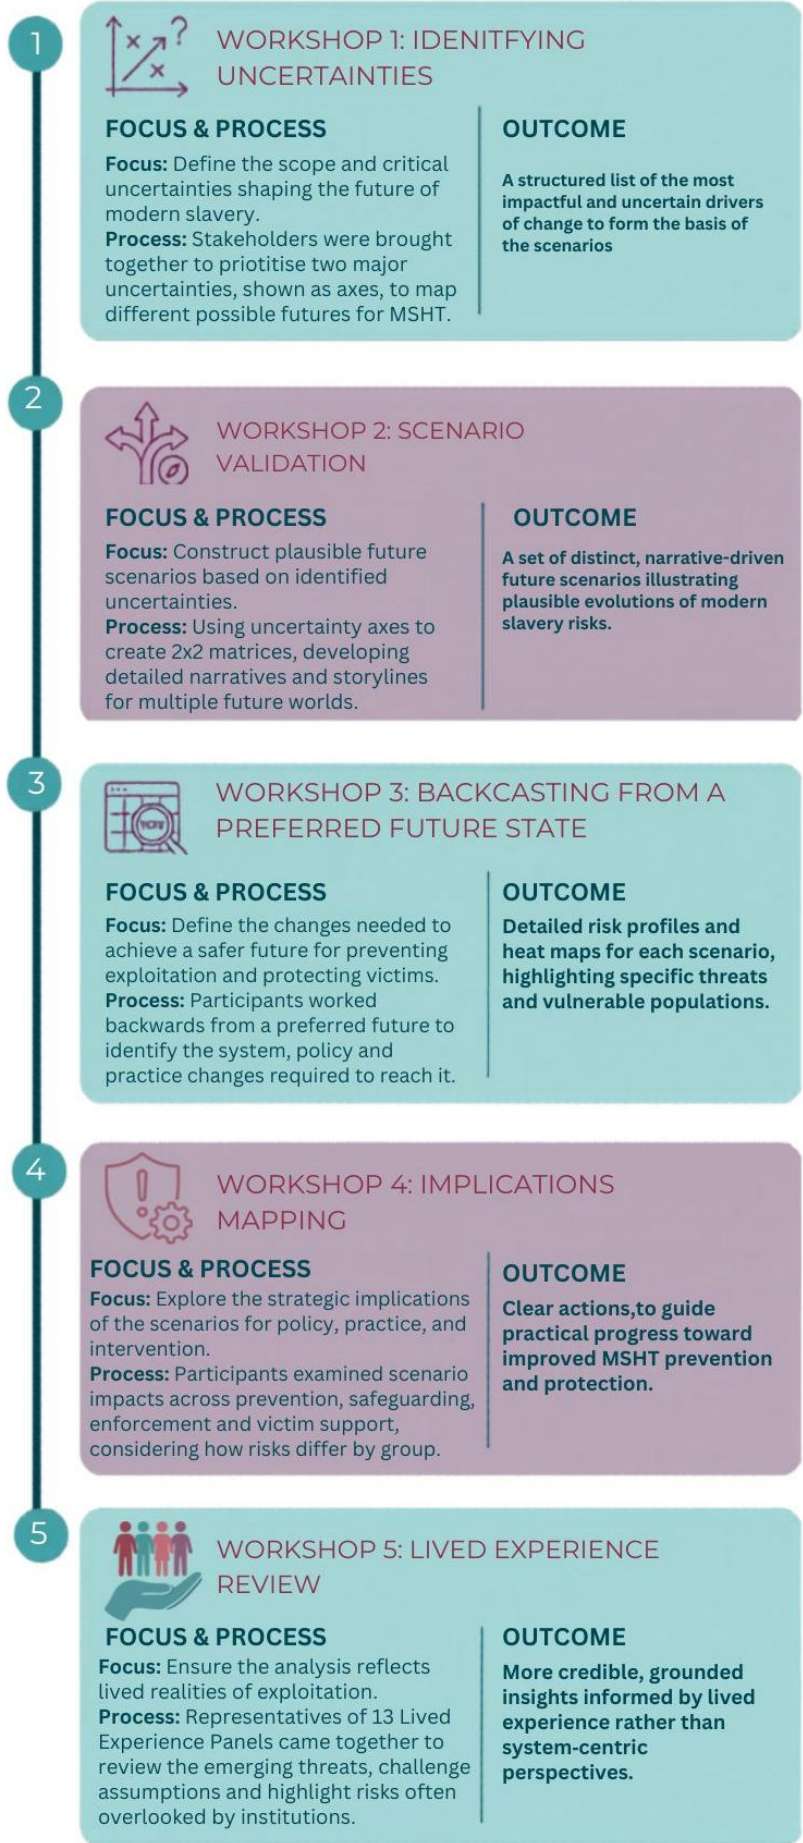 1
WORKSHOP 1: IDENITFYING
UNCERTAINTIES
FOCUS & PROCESS
Focus: Define the scope and critical
uncertainties shaping the future of
modern slavery.
Process: Stakeholders were brought
together to priotitise two major
uncertainties, shown as axes, to map
different possible futures for MSHT.
OUTCOME
A structured list of the most
impactful and uncertain drivers
of change to form the basis of
the scenarios
2
WORKSHOP 2: SCENARIO
VALIDATION
FOCUS & PROCESS
Focus: Construct plausible future
scenarios based on identified
uncertainties.
Process: Using uncertainty axes to
create 2x2 matrices, developing
detailed narratives and storylines
for multiple future worlds.
OUTCOME
A set of distinct, narrative-driven
future scenarios illustrating
plausible evolutions of modern
slavery risks.
3
WORKSHOP 3: BACKCASTING FROM A
PREFERRED FUTURE STATE
FOCUS & PROCESS
Focus: Define the changes needed to
achieve a safer future for preventing
exploitation and protecting victims.
Process: Participants worked
backwards from a preferred future to
identify the system, policy and
practice changes required to reach it.
OUTCOME
Detailed risk profiles and
heat maps for each scenario,
highlighting specific threats
and vulnerable populations.
4
WORKSHOP 4: IMPLICATIONS
MAPPING
FOCUS & PROCESS
Focus: Explore the strategic implications
of the scenarios for policy, practice, and
intervention.
Process: Participants examined scenario
impacts across prevention, safeguarding,
enforcement and victim support,
considering how risks differ by group.
OUTCOME
Clear actions,to guide
practical progress toward
improved MSHT prevention
and protection.
5
WORKSHOP 5: LIVED EXPERIENCE
REVIEW
FOCUS & PROCESS
Focus: Ensure the analysis reflects
lived realities of exploitation.
Process: Representatives of 13 Lived
Experience Panels came together to
review the emerging threats, challenge
assumptions and highlight risks often
overlooked by institutions.
OUTCOME
More credible, grounded
insights informed by lived
experience rather than
system-centric
perspectives.